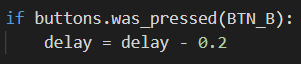 if buttons.was_pressed(BTN_B):
    delay = delay - 0.2